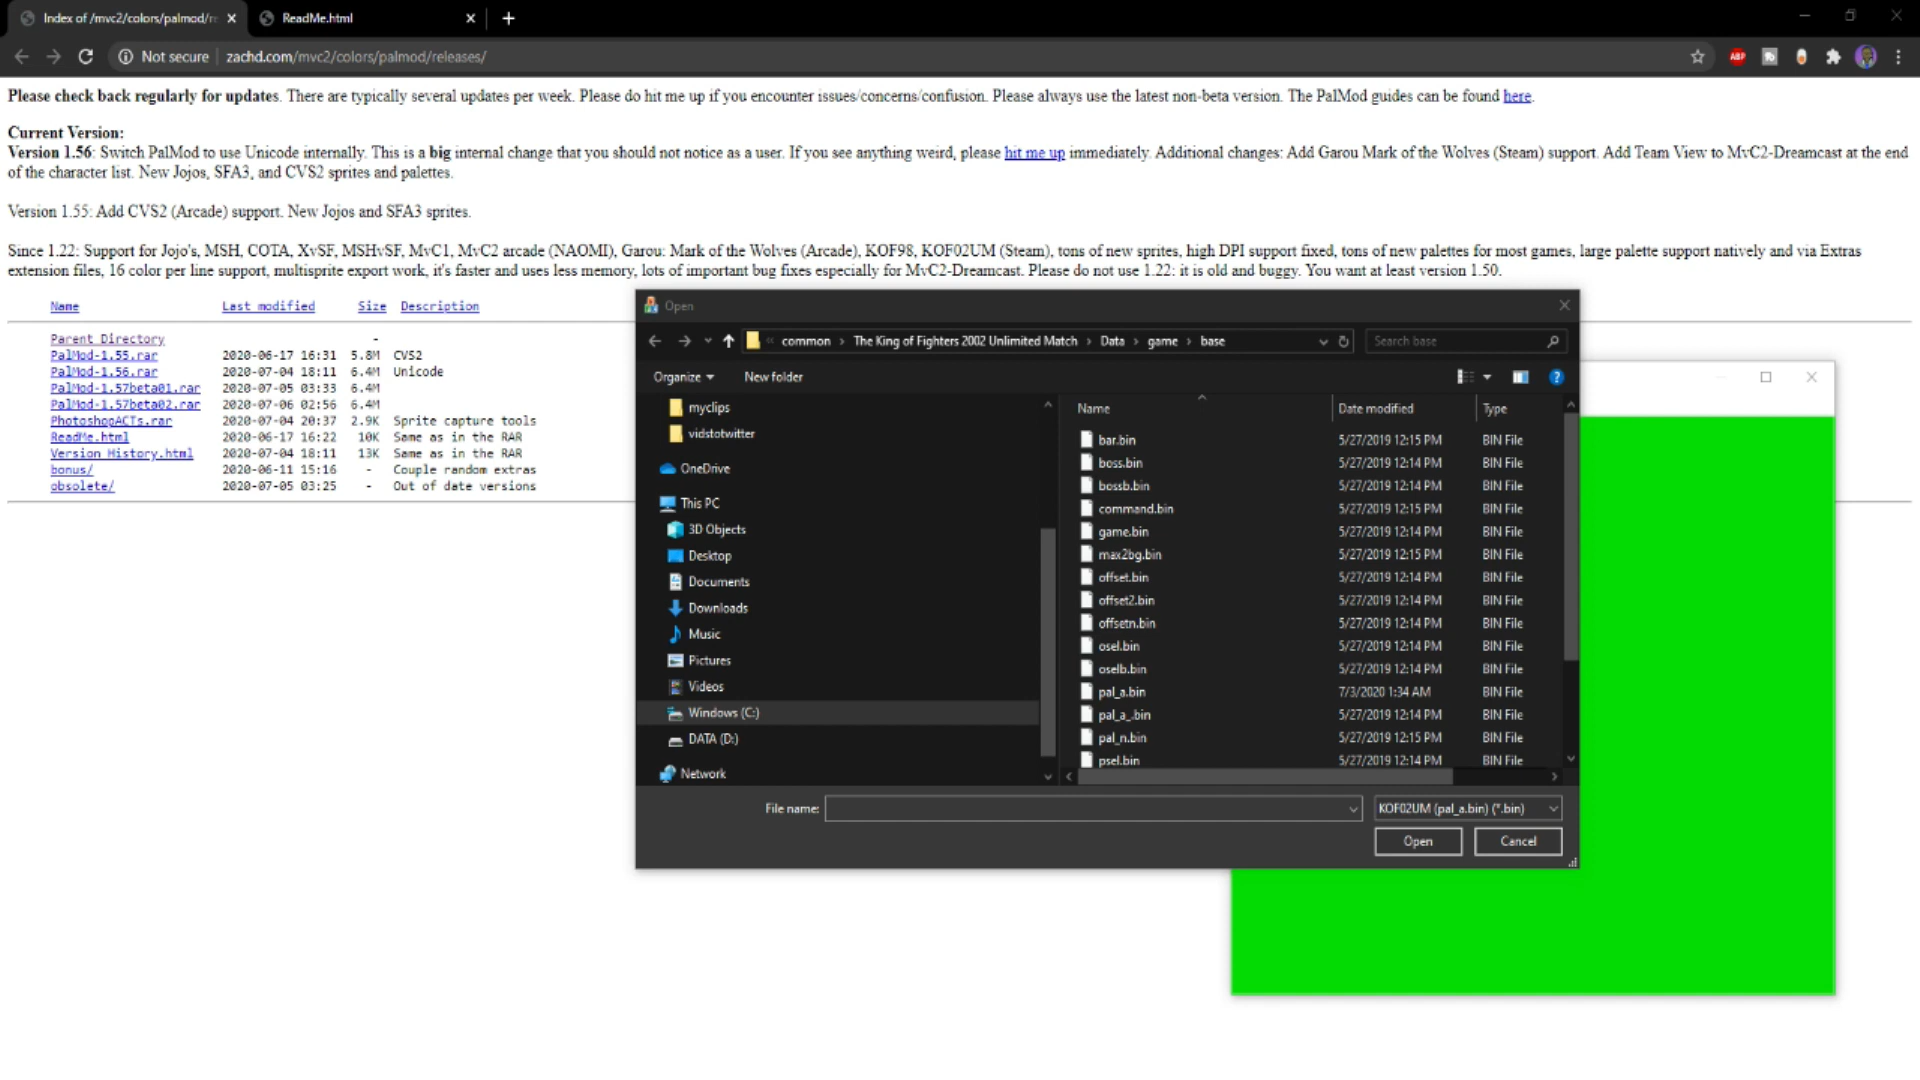 Index of /mvc2/colors/palmod/re
ReadMe.html
Not secure
zachd.com/mvc2/colors/palmod/releases/
ABP
Please check back regularly for updates. There are typically several updates per week. Please do hit me up if you encounter issues/concerns/confusion. Please always use the latest non-beta version. The PalMod guides can be found here.
Current Version:
Version 1.56: Switch PalMod to use Unicode internally. This is a big internal change that you should not notice as a user. If you see anything weird, please hit me up immediately. Additional changes: Add Garou Mark of the Wolves (Steam) support. Add Team View to MvC2-Dreamcast at the end
of the character list. New Jojos, SFA3, and CVS2 sprites and palettes.
Version 1.55: Add CVS2 (Arcade) support. New Jojos and SFA3 sprites.
Since 1.22: Support for Jojo's, MSH, COTA, XvSF, MSHvSF, MvC1, MvC2 arcade (NAOMI), Garou: Mark of the Wolves (Arcade), KOF98, KOF02UM (Steam), tons of new sprites, high DPI support fixed, tons of new palettes for most games, large palette support natively and via Extras
extension files, 16 color per line support, multisprite export work, it's faster and uses less memory, lots of important bug fixes especially for MvC2-Dreamcast. Please do not use 1.22: it is old and buggy. You want at least version 1.50.
Name Last modified Size Description
Parent Directory -
PalMod-1.55.rar 2020-06-17 16:31 5.8M CVS2
PalMod-1.56.rar 2020-07-04 18:11 6.4M Unicode
PalMod-1.57beta01.rar 2020-07-05 03:33 6.4M
PalMod-1.57beta02.rar 2020-07-06 02:56 6.4M
PhotoshopACTs.rar 2020-07-04 20:37 2.9K Sprite capture tools
ReadMe.html 2020-06-17 16:22 10K Same as in the RAR
Version History.html 2020-07-04 18:11 13K Same as in the RAR
bonus/ 2020-06-11 15:16 - Couple random extras
obsolete/ 2020-07-05 03:25 - Out of date versions
Open
« common › The King of Fighters 2002 Unlimited Match › Data › game › base
Search base
Organize New folder
myclips
vidstotwitter
OneDrive
This PC
3D Objects
Desktop
Documents
Downloads
Music
Pictures
Videos
Windows (C:)
DATA (D:)
Network
Name Date modified Type
bar.bin 5/27/2019 12:15 PM BIN File
boss.bin 5/27/2019 12:14 PM BIN File
bossb.bin 5/27/2019 12:14 PM BIN File
command.bin 5/27/2019 12:15 PM BIN File
game.bin 5/27/2019 12:14 PM BIN File
max2bg.bin 5/27/2019 12:15 PM BIN File
offset.bin 5/27/2019 12:14 PM BIN File
offset2.bin 5/27/2019 12:14 PM BIN File
offsetn.bin 5/27/2019 12:14 PM BIN File
osel.bin 5/27/2019 12:14 PM BIN File
oselb.bin 5/27/2019 12:14 PM BIN File
pal_a.bin 7/3/2020 1:34 AM BIN File
pal_a_.bin 5/27/2019 12:14 PM BIN File
pal_n.bin 5/27/2019 12:15 PM BIN File
psel.bin 5/27/2019 12:14 PM BIN File
File name:
KOF02UM (pal_a.bin) (*.bin)
Open
Cancel